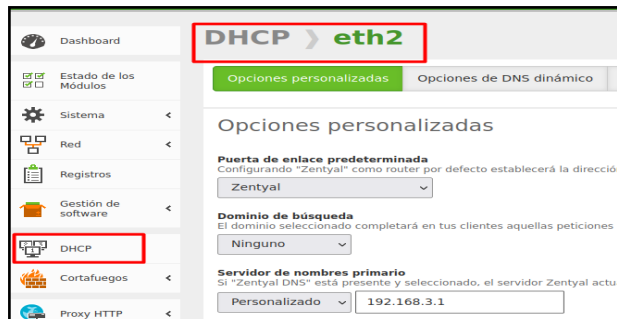 DHCP > eth2
Dashboard
Estado de los
Módulos
Sistema
Red
Registros
Gestión de
software
DHCP
Cortafuegos
Proxy HTTP
Opciones personalizadas
Opciones de DNS dinámico
Opciones personalizadas
Puerta de enlace predeterminada
Configurando "Zentyal" como router por defecto establecerá la direcció
Zentyal
Dominio de búsqueda
El dominio seleccionado completará en tus clientes aquellas peticiones
Ninguno
Servidor de nombres primario
Si "Zentyal DNS" está presente y seleccionado, el servidor Zentyal actu
Personalizado
192.168.3.1